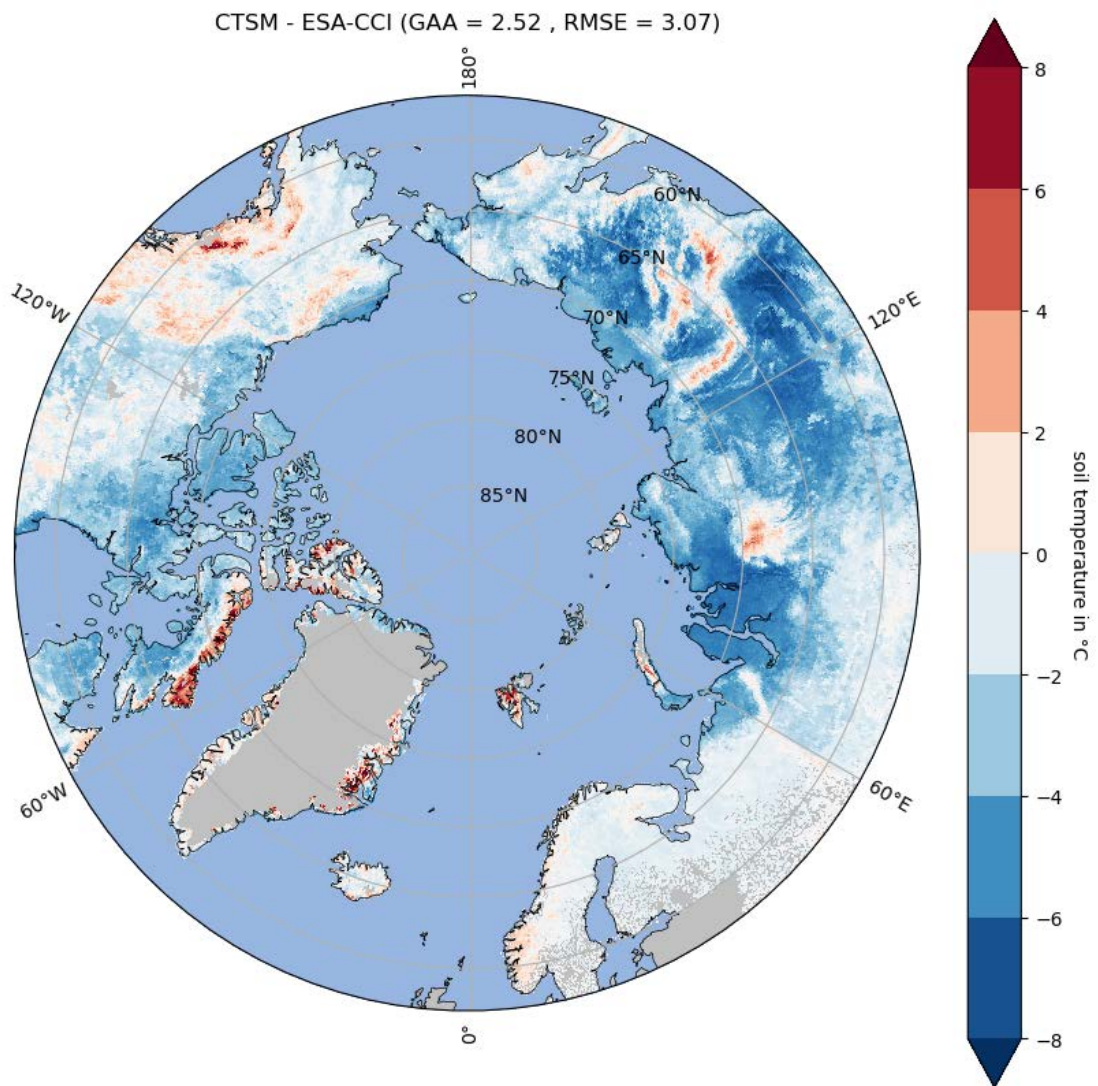 CTSM - ESA-CCI (GAA = 2.52 , RMSE = 3.07)
180°
60°N
65°N
70°N
75°N
80°N
85°N
120°W
120°E
60°W
60°E
0°
8
6
4
2
0
−2
−4
−6
−8
soil temperature in °C